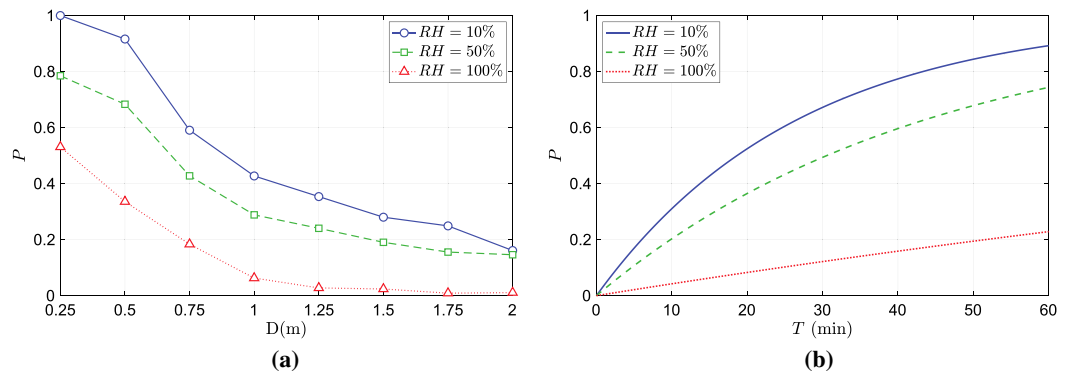 1
0.8
0.6
0.4
0.2
0
P
0.25 0.5 0.75 1 1.25 1.5 1.75 2
D(m)
RH = 10%
RH = 50%
RH = 100%
(a)
1
0.8
0.6
0.4
0.2
0
P
0 10 20 30 40 50 60
T (min)
RH = 10%
RH = 50%
RH = 100%
(b)